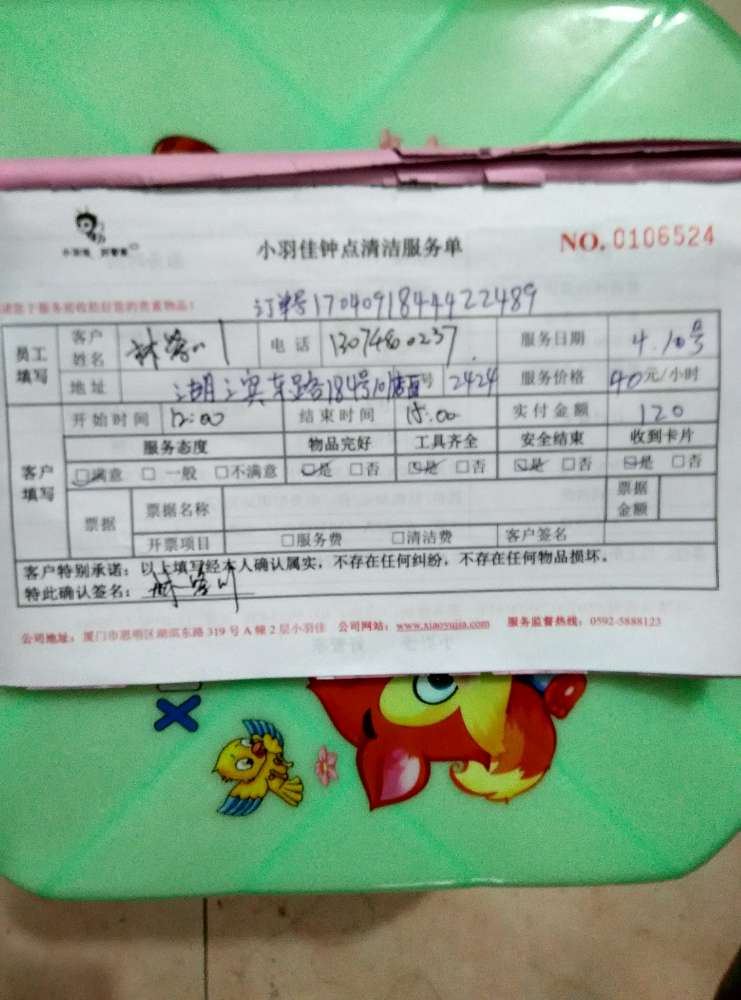 小羽佳钟点清洁服务单
NO. 0106524
订单号1704091844422489
员工填写 客户姓名 电话 服务日期 4.10号
地址 湖滨东路184号10店面号 2424 服务价格 40元/小时
客户填写 开始时间 12:00 结束时间 15:00 实付金额 120
服务态度 物品完好 工具齐全 安全结束 收到卡片
□满意 □一般 □不满意 □是 □否 □是 □否 □是 □否 □是 □否
票据 票据名称 票据金额
开票项目 □服务费 □清洁费 客户签名
客户特别承诺：以上填写经本人确认属实，不存在任何纠纷，不存在任何物品损坏。
特此确认签名：
公司地址：厦门市思明区湖滨东路 319 号 A 幢 2 层小羽佳 公司网站：www.xiaoyujia.com 服务监督热线：0592-5888123